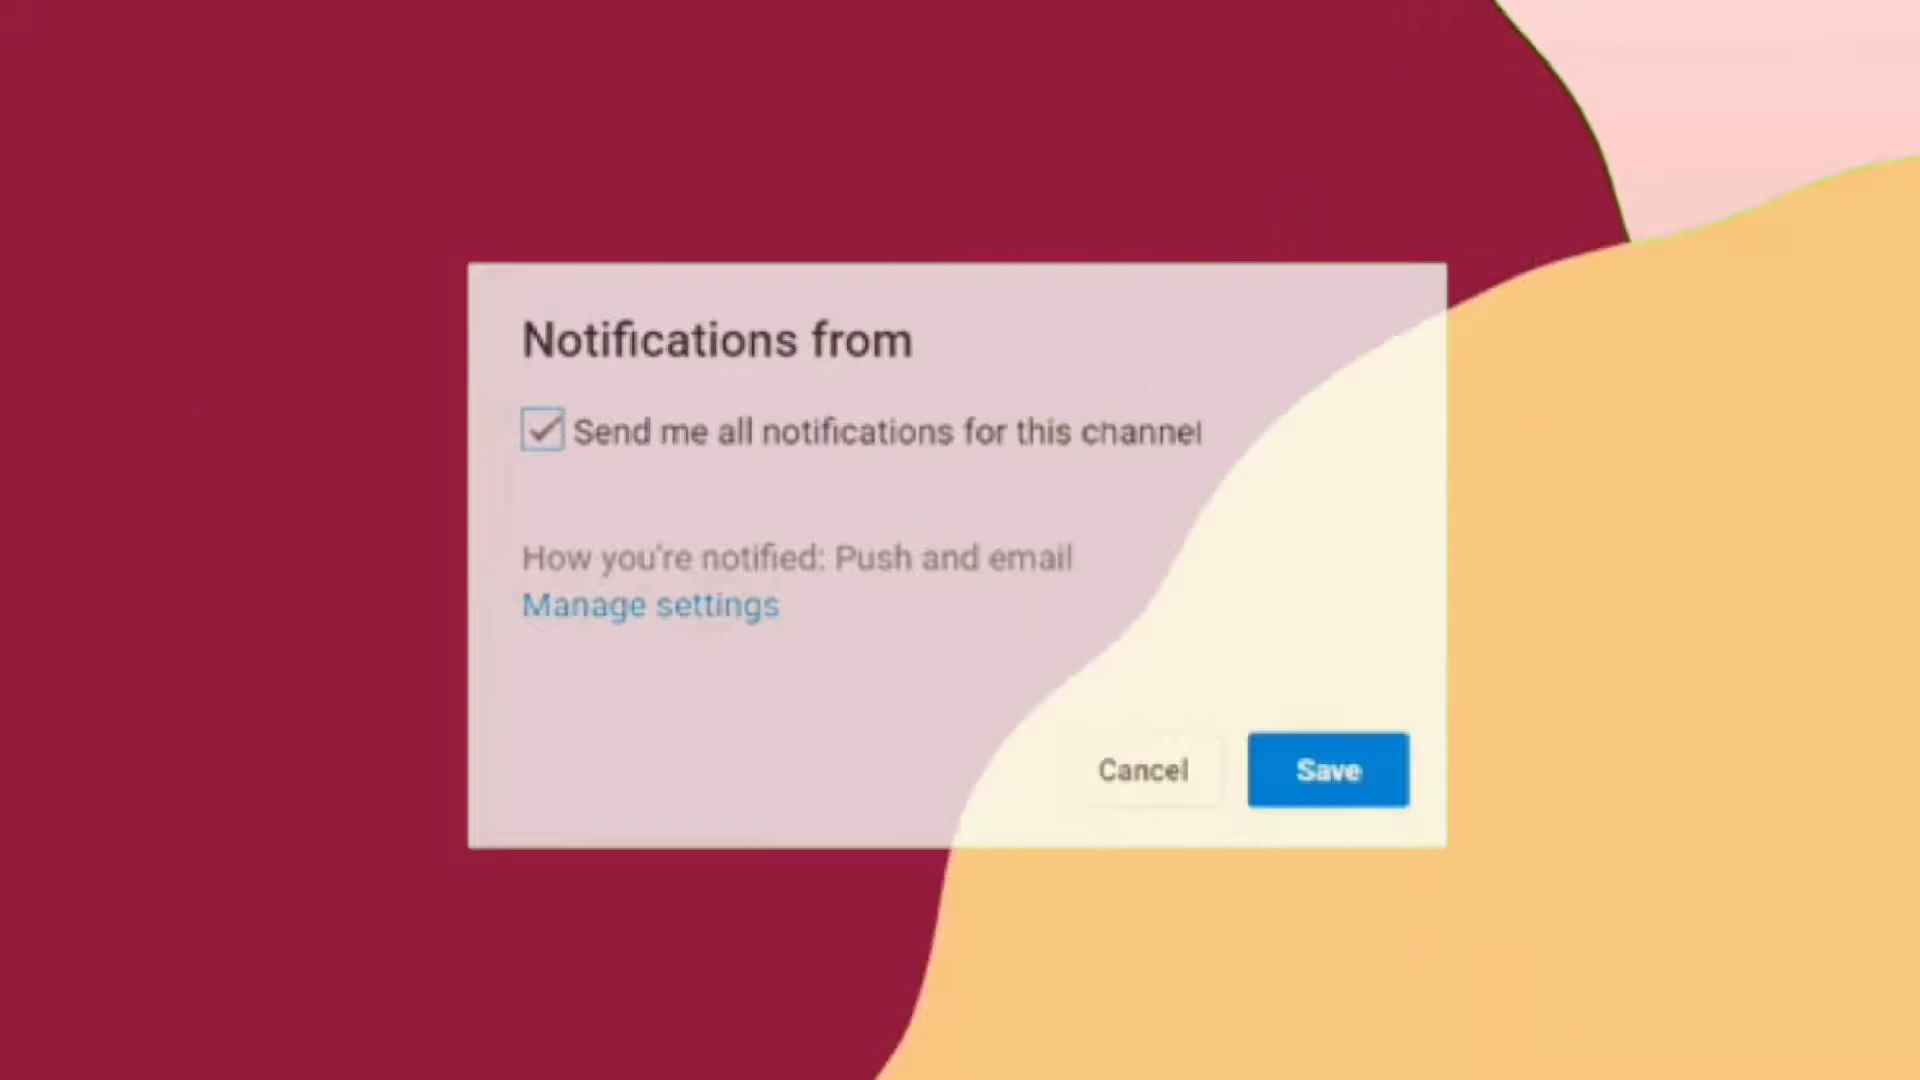 Notifications from
Send me all notifications for this channel
How you're notified: Push and email
Manage settings
Cancel
Save